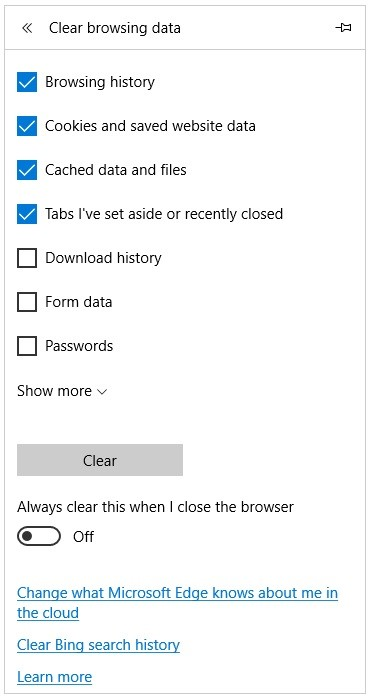 Clear browsing data
Browsing history
Cookies and saved website data
Cached data and files
Tabs I've set aside or recently closed
Download history
Form data
Passwords
Show more
Clear
Always clear this when I close the browser
Off
Change what Microsoft Edge knows about me in
the cloud
Clear Bing search history
Learn more